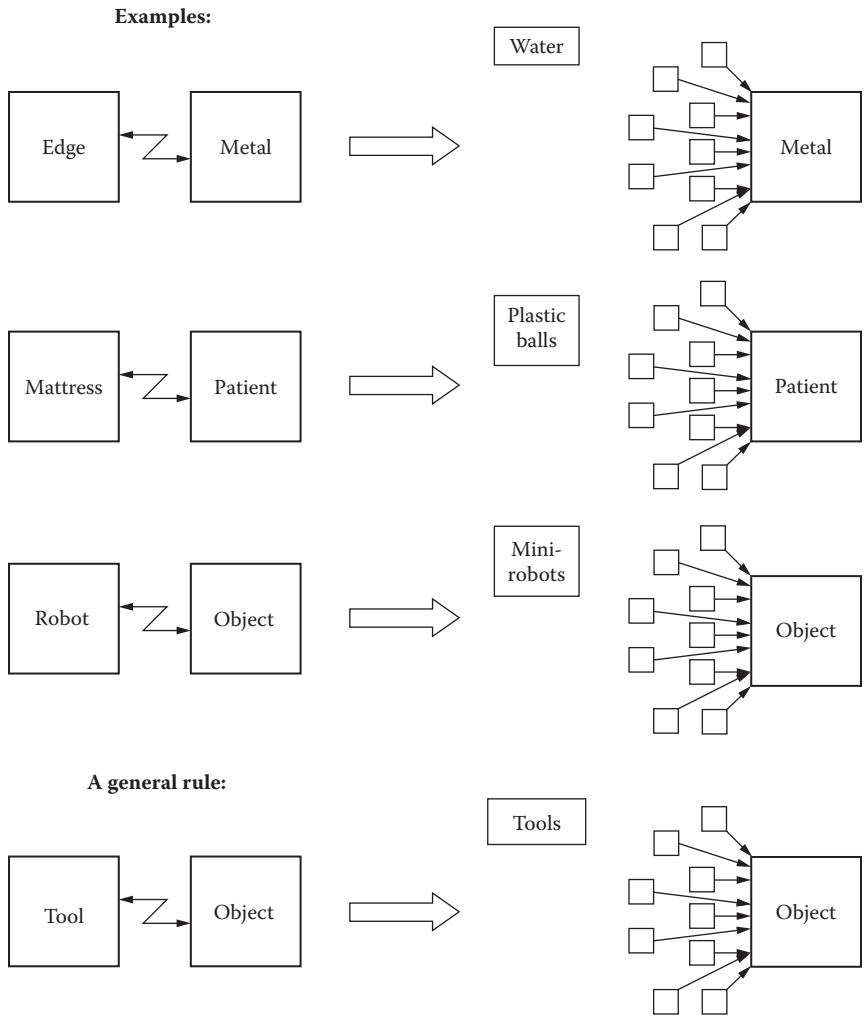 Examples:
Water
Edge
Metal
Metal
Plastic
balls
Mattress
Patient
Patient
Mini-
robots
Robot
Object
Object
A general rule:
Tools
Tool
Object
Object